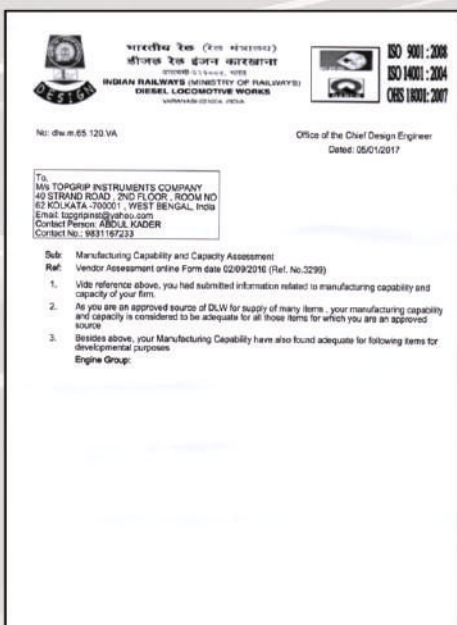 भारतीय रेल (रेल मंत्रालय)
डीजल रेल इंजन कारखाना
INDIAN RAILWAYS (MINISTRY OF RAILWAYS)
DIESEL LOCOMOTIVE WORKS
DESIGN
ISO 9001 : 2008
ISO 14001 : 2004
OHS 18001: 2007
No: dlw.m.65.120.VA
Office of the Chief Design Engineer
Dated: 05/01/2017
To,
M/s TOPGRIP INSTRUMENTS COMPANY
40 STRAND ROAD , 2ND FLOOR , ROOM NO
62 KOLKATA -700001 , WEST BENGAL, India
Email: topgripinst@yahoo.com
Contact Person: ABDUL KADER
Contact No.: 9831167233
Sub: Manufacturing Capability and Capacity Assessment
Ref: Vendor Assessment online Form date 02/09/2016 (Ref. No.3299)
1. Vide reference above, you had submitted information related to manufacturing capability and
capacity of your firm.
2. As you are an approved source of DLW for supply of many items , your manufacturing capability
and capacity is considered to be adequate for all those items for which you are an approved
source
3. Besides above, your Manufacturing Capability have also found adequate for following items for
developmental purposes
Engine Group: